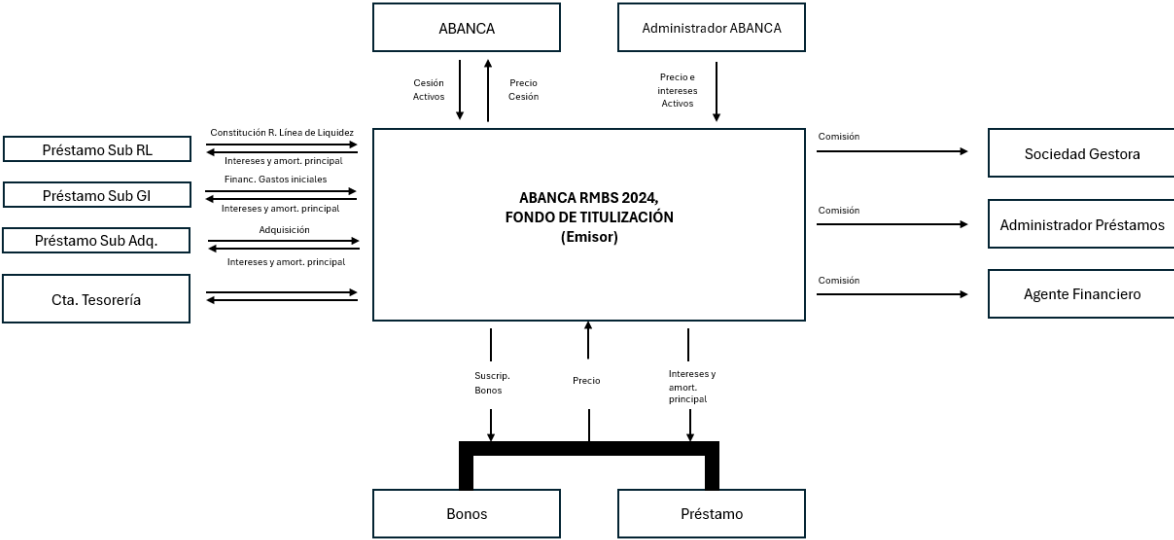 ABANCA
Administrador ABANCA
Cesión
Activos
Precio
Cesión
Precio e
intereses
Activos
Préstamo Sub RL
Constitución R. Línea de Liquidez
Intereses y amort. principal
Préstamo Sub GI
Financ. Gastos iniciales
Intereses y amort. principal
Préstamo Sub Adq.
Adquisición
Intereses y amort. principal
Cta. Tesorería
ABANCA RMBS 2024,
FONDO DE TITULIZACIÓN
(Emisor)
Comisión
Sociedad Gestora
Comisión
Administrador Préstamos
Comisión
Agente Financiero
Suscrip.
Bonos
Precio
Intereses y
amort.
principal
Bonos
Préstamo